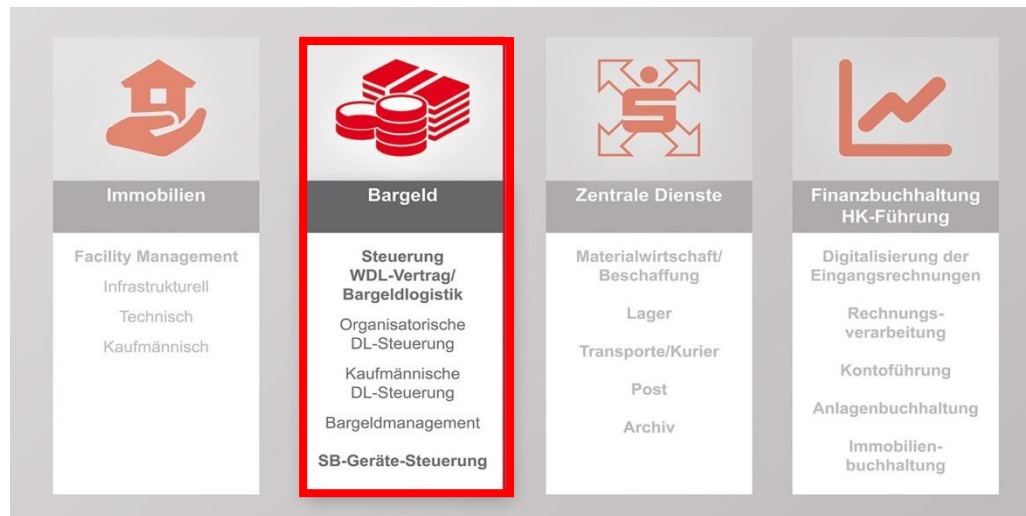 Immobilien
Facility Management
Infrastrukturell
Technisch
Kaufmännisch
Bargeld
Steuerung
WDL-Vertrag/
Bargeldlogistik
Organisatorische
DL-Steuerung
Kaufmännische
DL-Steuerung
Bargeldmanagement
SB-Geräte-Steuerung
Zentrale Dienste
Materialwirtschaft/
Beschaffung
Lager
Transporte/Kurier
Post
Archiv
Finanzbuchhaltung
HK-Führung
Digitalisierung der
Eingangsrechnungen
Rechnungs-
verarbeitung
Kontoführung
Anlagenbuchhaltung
Immobilien-
buchhaltung